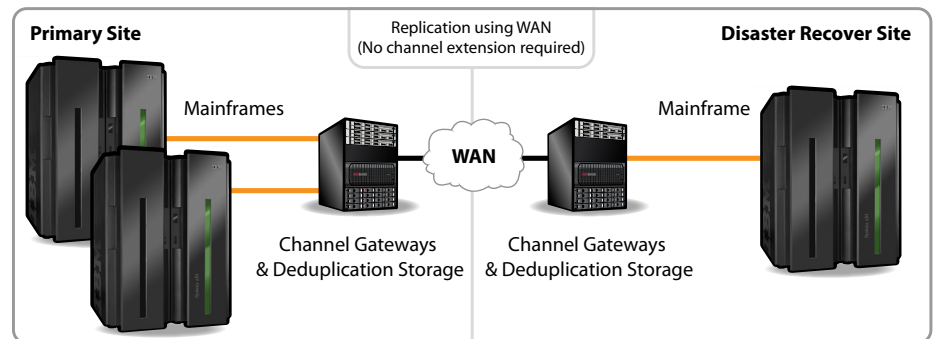 Primary Site
Replication using WAN
(No channel extension required)
Disaster Recover Site
Mainframes
WAN
Mainframe
Channel Gateways
& Deduplication Storage
Channel Gateways
& Deduplication Storage